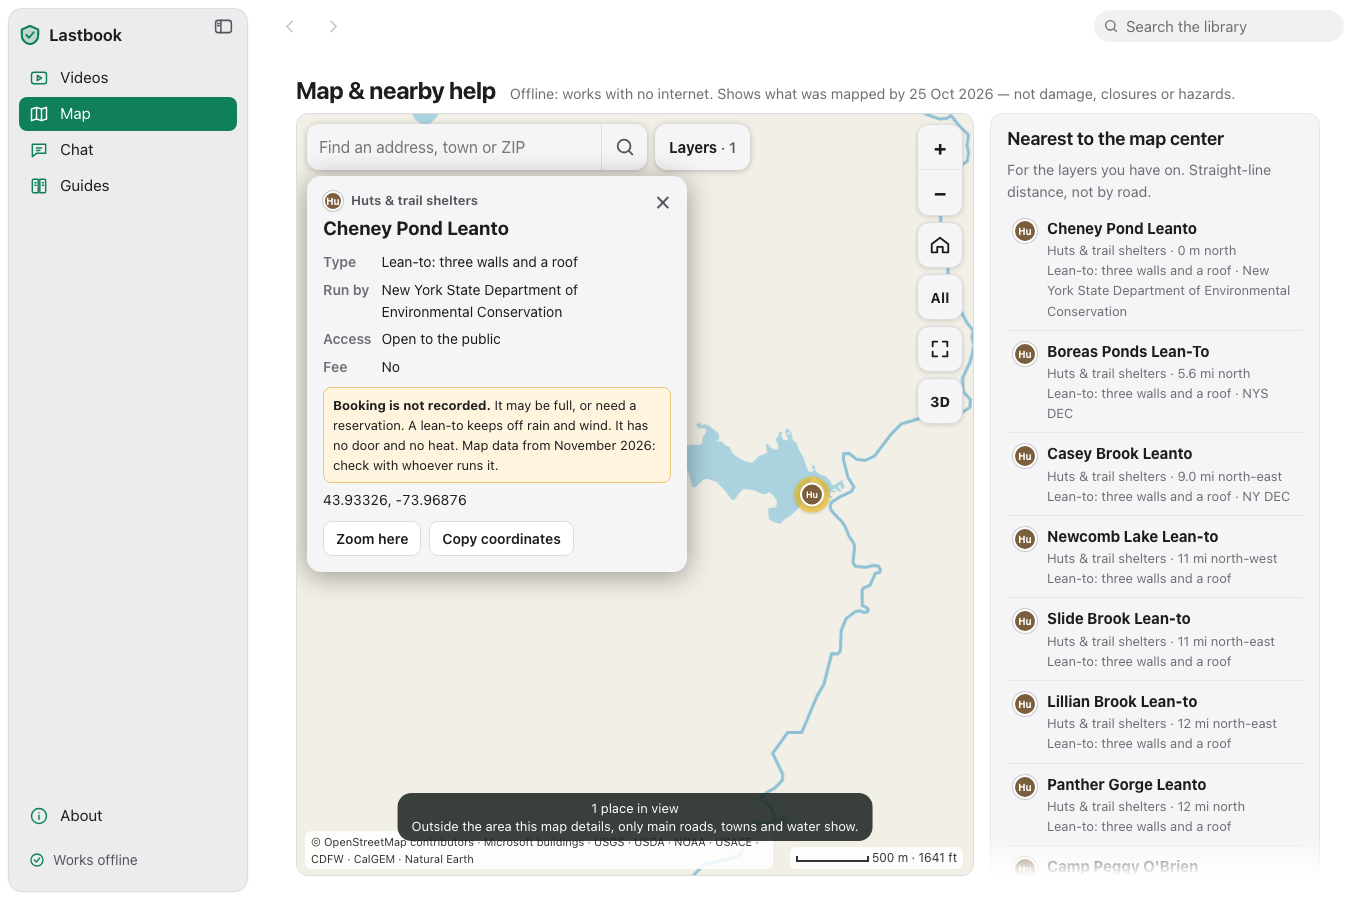 Lastbook
Videos
Map
Chat
Guides
About
Works offline
Search the library
Map & nearby help
Offline: works with no internet. Shows what was mapped by 25 Oct 2026 — not damage, closures or hazards.
Find an address, town or ZIP
Layers · 1
Hu Huts & trail shelters
Cheney Pond Leanto
Type Lean-to: three walls and a roof
Run by New York State Department of
Environmental Conservation
Access Open to the public
Fee No
Booking is not recorded. It may be full, or need a
reservation. A lean-to keeps off rain and wind. It has
no door and no heat. Map data from November 2026:
check with whoever runs it.
43.93326, -73.96876
Zoom here
Copy coordinates
+
−
All
3D
Hu
1 place in view
Outside the area this map details, only main roads, towns and water show.
© OpenStreetMap contributors · Microsoft buildings · USGS · USDA · NOAA · USACE ·
CDFW · CalGEM · Natural Earth
500 m · 1641 ft
Nearest to the map center
For the layers you have on. Straight-line
distance, not by road.
Hu Cheney Pond Leanto
Huts & trail shelters · 0 m north
Lean-to: three walls and a roof · New
York State Department of Environmental
Conservation
Hu Boreas Ponds Lean-To
Huts & trail shelters · 5.6 mi north
Lean-to: three walls and a roof · NYS
DEC
Hu Casey Brook Leanto
Huts & trail shelters · 9.0 mi north-east
Lean-to: three walls and a roof · NY DEC
Hu Newcomb Lake Lean-to
Huts & trail shelters · 11 mi north-west
Lean-to: three walls and a roof
Hu Slide Brook Lean-to
Huts & trail shelters · 11 mi north-east
Lean-to: three walls and a roof
Hu Lillian Brook Lean-to
Huts & trail shelters · 12 mi north-east
Lean-to: three walls and a roof
Hu Panther Gorge Leanto
Huts & trail shelters · 12 mi north
Lean-to: three walls and a roof
Hu Camp Peggy O'Brien